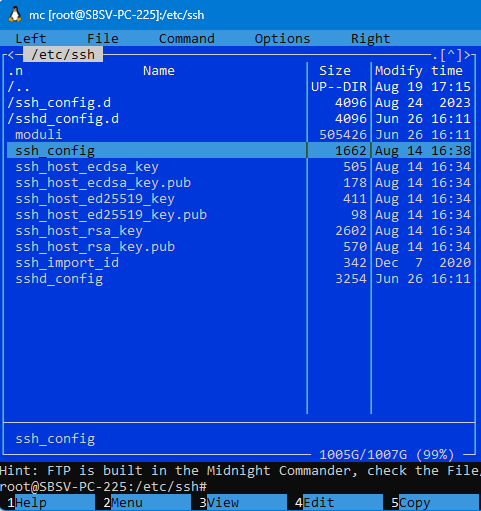 mc [root@SBSV-PC-225]:/etc/ssh
Left File Command Options Right
<- /etc/ssh .[^]>
.n Name Size Modify time
/.. UP--DIR Aug 19 17:15
/ssh_config.d 4096 Aug 24 2023
/sshd_config.d 4096 Jun 26 16:11
moduli 505426 Jun 26 16:11
ssh_config 1662 Aug 14 16:38
ssh_host_ecdsa_key 505 Aug 14 16:34
ssh_host_ecdsa_key.pub 178 Aug 14 16:34
ssh_host_ed25519_key 411 Aug 14 16:34
ssh_host_ed25519_key.pub 98 Aug 14 16:34
ssh_host_rsa_key 2602 Aug 14 16:34
ssh_host_rsa_key.pub 570 Aug 14 16:34
ssh_import_id 342 Dec 7 2020
sshd_config 3254 Jun 26 16:11
ssh_config
1005G/1007G (99%)
Hint: FTP is built in the Midnight Commander, check the File/
root@SBSV-PC-225:/etc/ssh#
1Help 2Menu 3View 4Edit 5Copy